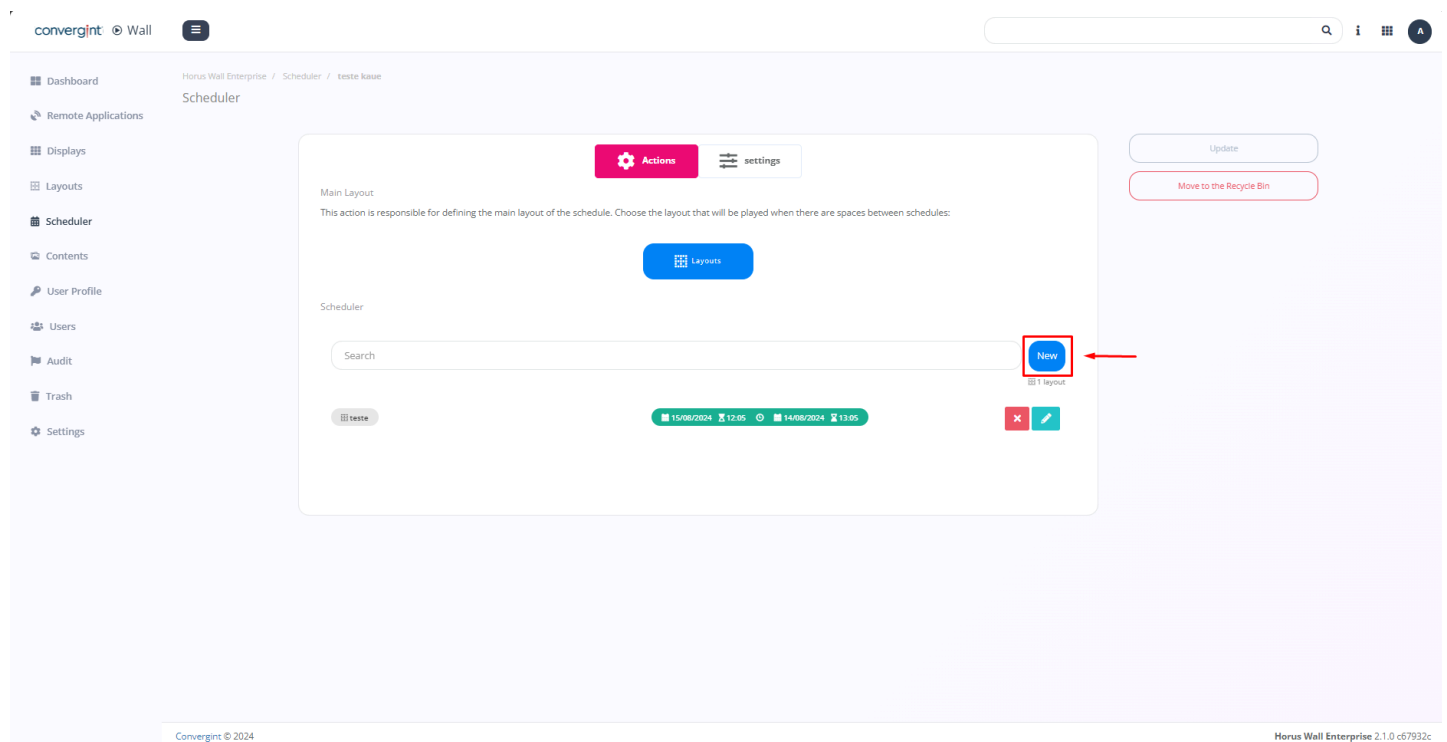 convergint Wall
A
Dashboard
Remote Applications
Displays
Layouts
Scheduler
Contents
User Profile
Users
Audit
Trash
Settings
Horus Wall Enterprise / Scheduler / teste kaue
Scheduler
Actions
settings
Update
Move to the Recycle Bin
Main Layout
This action is responsible for defining the main layout of the schedule. Choose the layout that will be played when there are spaces between schedules:
Layouts
Scheduler
Search
New
1 layout
teste
15/08/2024 12:05 14/08/2024 13:05
Convergint © 2024
Horus Wall Enterprise 2.1.0 c67932c